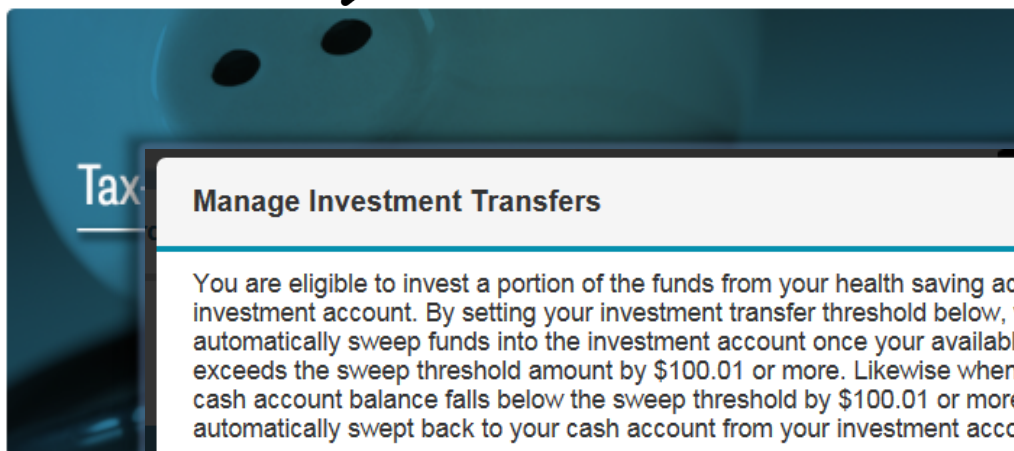 Tax-
Manage Investment Transfers
You are eligible to invest a portion of the funds from your health saving
investment account. By setting your investment transfer threshold below,
automatically sweep funds into the investment account once your
exceeds the sweep threshold amount by $100.01 or more. Likewise when
cash account balance falls below the sweep threshold by $100.01 or more
automatically swept back to your cash account from your investment